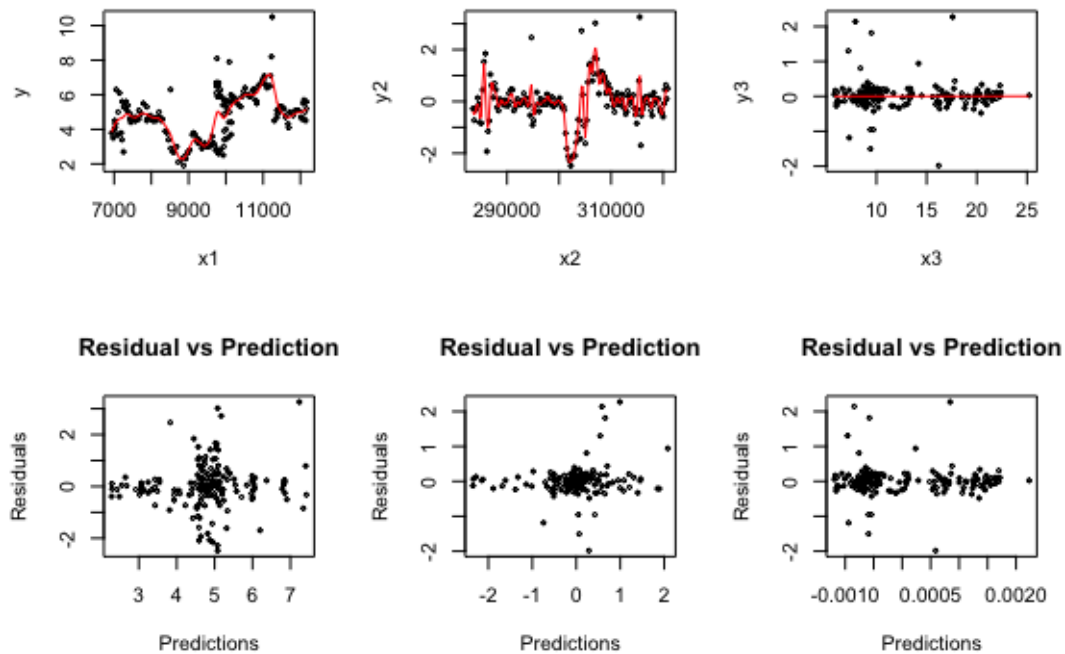 y
10
8
6
4
2
7000 9000 11000
x1
y2
2
0
-2
290000 310000
x2
y3
2
1
0
-2
10 15 20 25
x3
Residual vs Prediction
Residuals
2
0
-2
3 4 5 6 7
Predictions
Residual vs Prediction
Residuals
2
1
0
-2
-2 -1 0 1 2
Predictions
Residual vs Prediction
Residuals
2
1
0
-2
-0.0010 0.0005 0.0020
Predictions